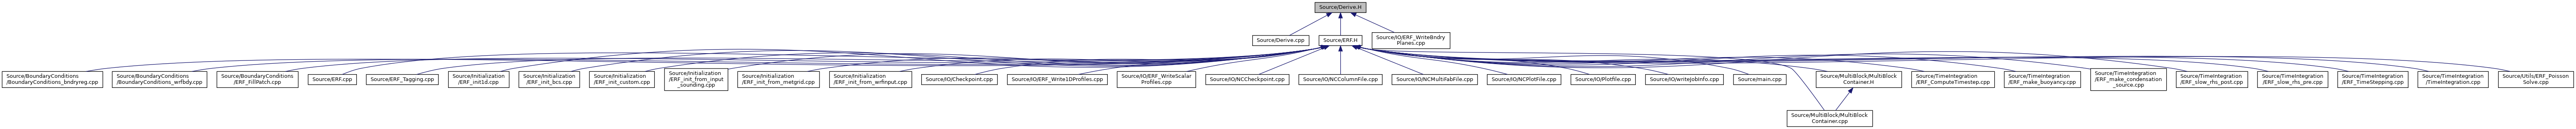 Source/Derive.H
Source/Derive.cpp
Source/ERF.H
Source/IO/ERF_WriteBndry
Planes.cpp
Source/BoundaryConditions
/BoundaryConditions_bndryreg.cpp
Source/BoundaryConditions
/BoundaryConditions_wrfbdy.cpp
Source/BoundaryConditions
/ERF_FillPatch.cpp
Source/ERF.cpp
Source/ERF_Tagging.cpp
Source/Initialization
/ERF_init1d.cpp
Source/Initialization
/ERF_init_bcs.cpp
Source/Initialization
/ERF_init_custom.cpp
Source/Initialization
/ERF_init_from_input
_sounding.cpp
Source/Initialization
/ERF_init_from_metgrid.cpp
Source/Initialization
/ERF_init_from_wrfinput.cpp
Source/IO/Checkpoint.cpp
Source/IO/ERF_Write1DProfiles.cpp
Source/IO/ERF_WriteScalar
Profiles.cpp
Source/IO/NCCheckpoint.cpp
Source/IO/NCColumnFile.cpp
Source/IO/NCMultiFabFile.cpp
Source/IO/NCPlotFile.cpp
Source/IO/Plotfile.cpp
Source/IO/writeJobInfo.cpp
Source/main.cpp
Source/MultiBlock/MultiBlock
Container.H
Source/TimeIntegration
/ERF_ComputeTimestep.cpp
Source/TimeIntegration
/ERF_make_buoyancy.cpp
Source/TimeIntegration
/ERF_make_condensation
_source.cpp
Source/TimeIntegration
/ERF_slow_rhs_post.cpp
Source/TimeIntegration
/ERF_slow_rhs_pre.cpp
Source/TimeIntegration
/ERF_TimeStepping.cpp
Source/TimeIntegration
/TimeIntegration.cpp
Source/Utils/ERF_Poisson
Solve.cpp
Source/MultiBlock/MultiBlock
Container.cpp